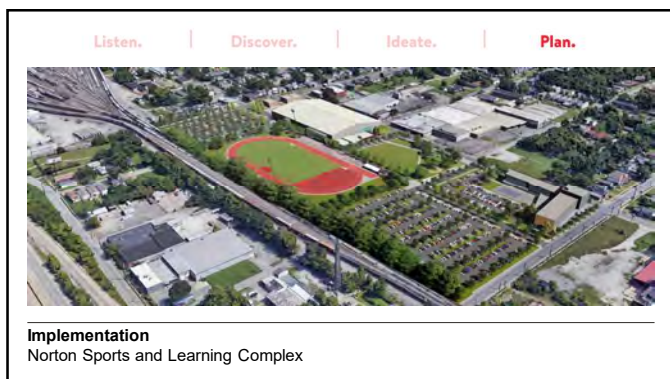 Listen. | Discover. | Ideate. | Plan.
Implementation
Norton Sports and Learning Complex